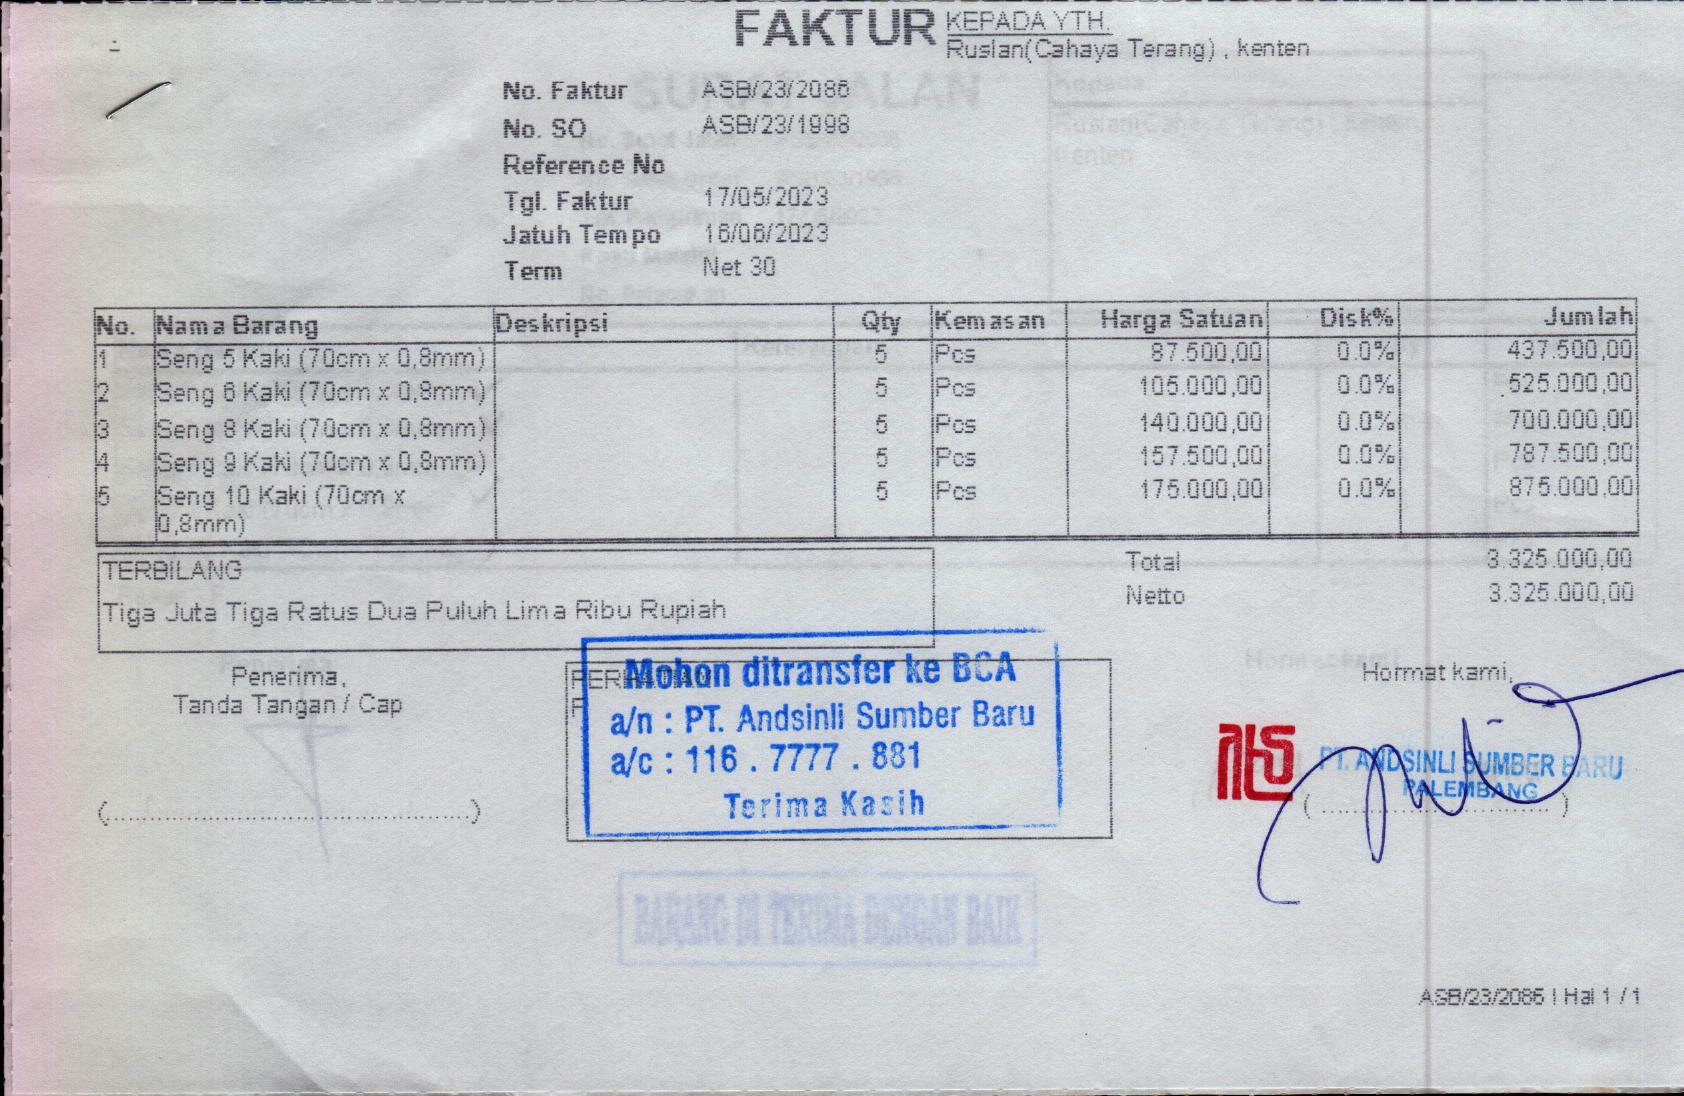 FAKTUR
KEPADA YTH.
Ruslan(Cahaya Terang) , kenten
No. Faktur ASB/23/2086
No. SO ASB/23/1998
Reference No
Tgl. Faktur 17/05/2023
Jatuh Tempo 16/06/2023
Term Net 30
No. Nama Barang Deskripsi Qty Kemasan Harga Satuan Disk% Jumlah
1 Seng 5 Kaki (70cm x 0,8mm) 5 Pcs 87.500,00 0.0% 437.500,00
2 Seng 6 Kaki (70cm x 0,8mm) 5 Pcs 105.000,00 0.0% 525.000,00
3 Seng 8 Kaki (70cm x 0,8mm) 5 Pcs 140.000,00 0.0% 700.000,00
4 Seng 9 Kaki (70cm x 0,8mm) 5 Pcs 157.500,00 0.0% 787.500,00
5 Seng 10 Kaki (70cm x 5 Pcs 175.000,00 0.0% 875.000,00
0,8mm)
TERBILANG
Tiga Juta Tiga Ratus Dua Puluh Lima Ribu Rupiah
Total 3.325.000,00
Netto 3.325.000,00
Penerima,
Tanda Tangan / Cap
(....................................................)
Mohon ditransfer ke BCA
a/n : PT. Andsinli Sumber Baru
a/c : 116 . 7777 . 881
Terima Kasih
Hormat kami,
PT. ANDSINLI SUMBER BARU
PALEMBANG
( ................................ )
BARANG DI TERIMA DENGAN BAIK
ASB/23/2086 | Hal 1 / 1